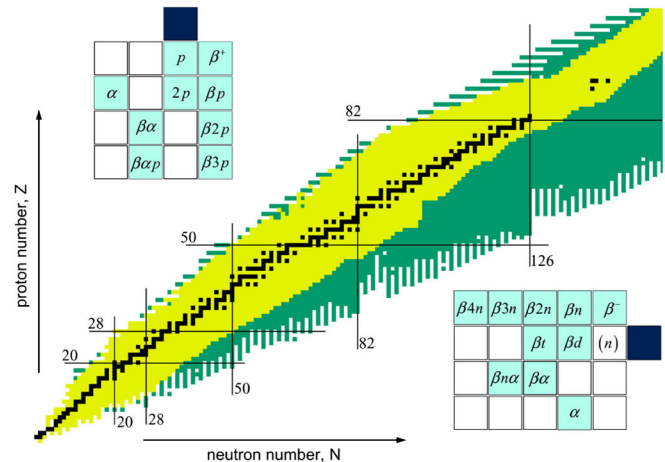 p β⁺
α 2p βp
βα β2p
βαp β3p
82
50
28
20
126
82
50
28
20
β4n β3n β2n βn β⁻
βt βd (n)
βnα βα
α
proton number, Z
neutron number, N